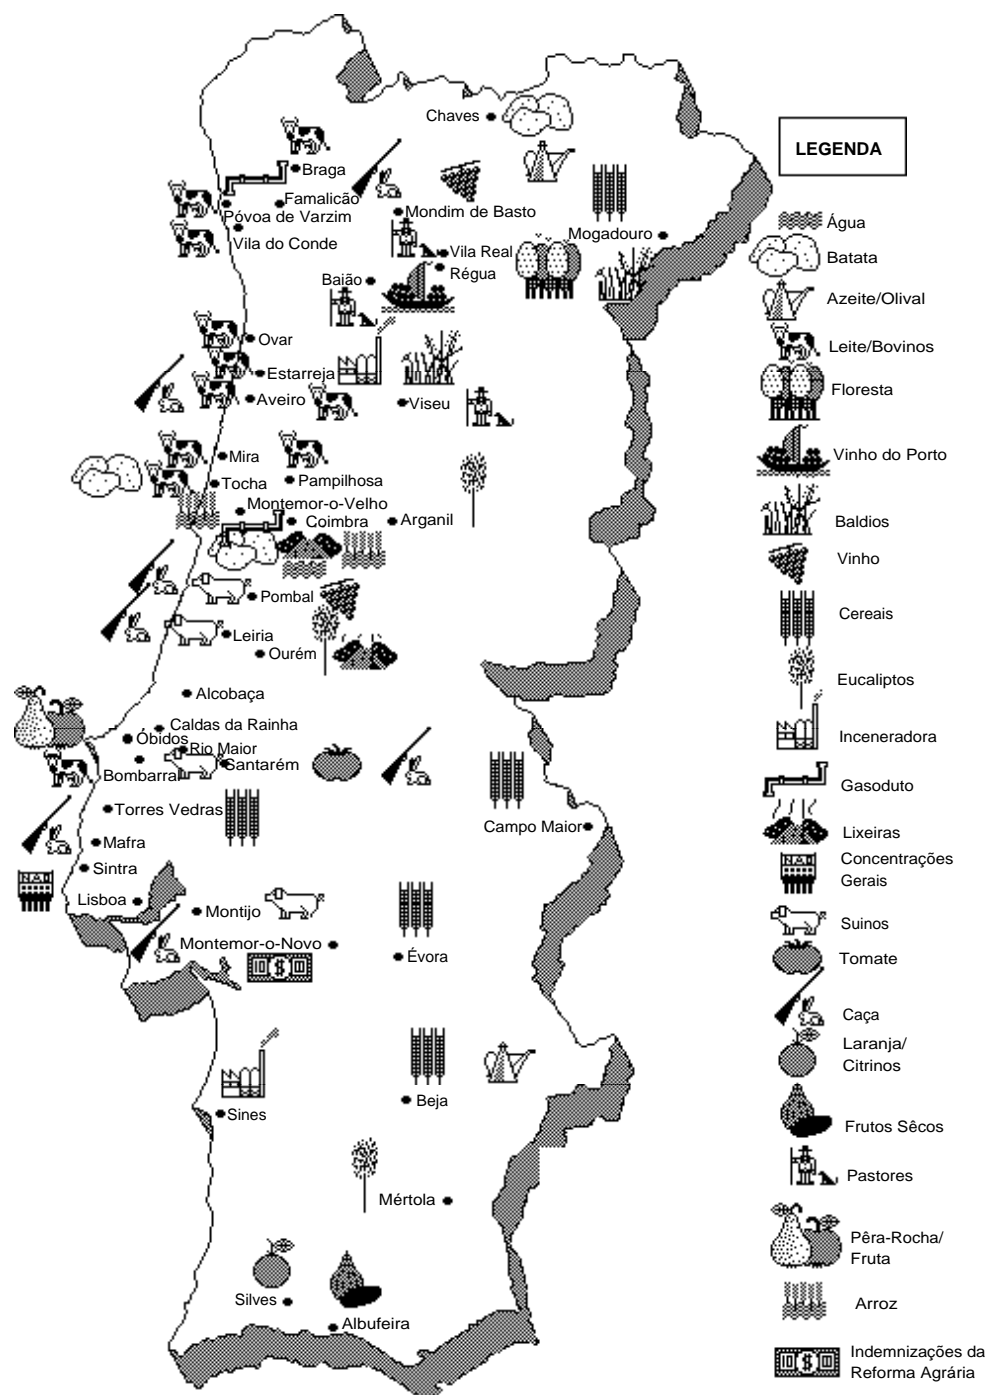 Chaves
LEGENDA
Braga
Famalicão
Póvoa de Varzim
Mondim de Basto
Vila do Conde
Mogadouro
Vila Real
Régua
Baião
Ovar
Estarreja
Aveiro
Viseu
Mira
Pampilhosa
Tocha
Montemor-o-Velho
Coimbra
Arganil
Pombal
Leiria
Ourém
Alcobaça
Caldas da Rainha
Óbidos
Rio Maior
Santarém
Bombarral
Torres Vedras
Campo Maior
Mafra
Sintra
Lisboa
Montijo
Montemor-o-Novo
Évora
Beja
Sines
Mértola
Silves
Albufeira
Água
Batata
Azeite/Olival
Leite/Bovinos
Floresta
Vinho do Porto
Baldios
Vinho
Cereais
Eucaliptos
Inceneradora
Gasoduto
Lixeiras
Concentrações
Gerais
Suinos
Tomate
Caça
Laranja/
Citrinos
Frutos Sêcos
Pastores
Pêra-Rocha/
Fruta
Arroz
Indemnizações da
Reforma Agrária